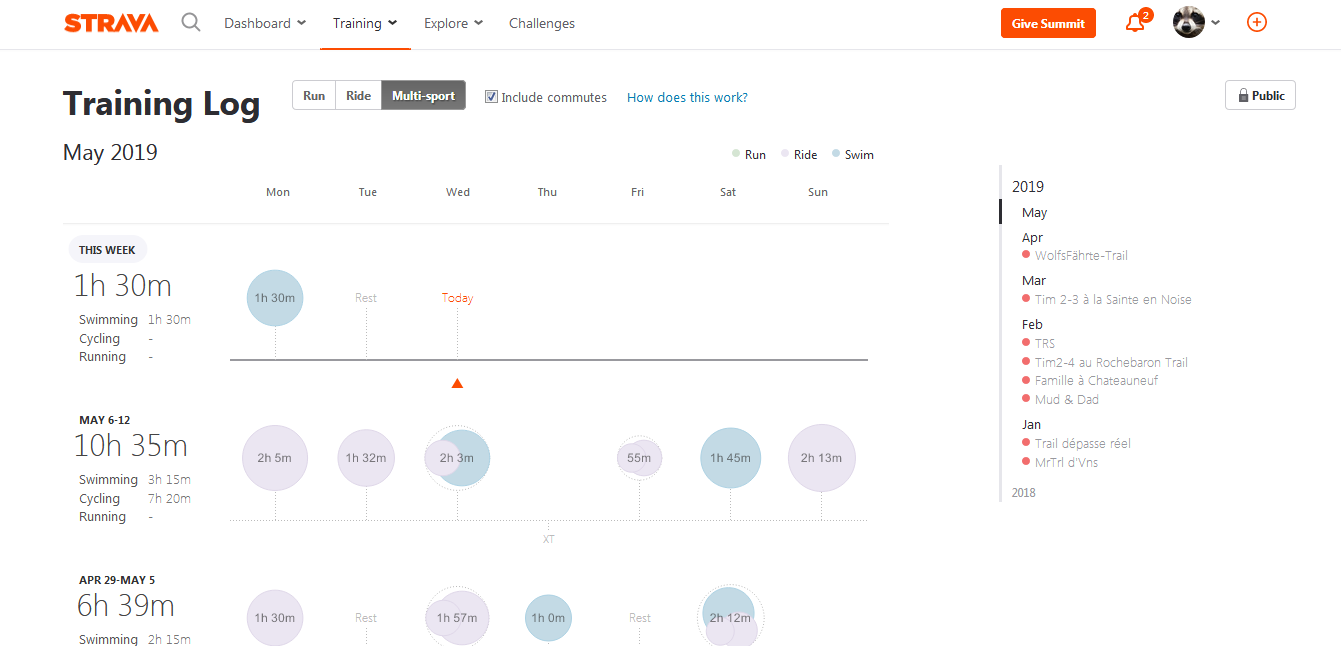 STRAVA Dashboard Training Explore Challenges Give Summit 2
Training Log Run Ride Multi-sport Include commutes How does this work? Public
May 2019
Run Ride Swim
Mon Tue Wed Thu Fri Sat Sun
THIS WEEK
1h 30m
Swimming 1h 30m
Cycling -
Running -
1h 30m Rest Today
MAY 6-12
10h 35m
Swimming 3h 15m
Cycling 7h 20m
Running -
2h 5m 1h 32m 2h 3m 55m 1h 45m 2h 13m
XT
APR 29-MAY 5
6h 39m
Swimming 2h 15m
1h 30m Rest 1h 57m 1h 0m Rest 2h 12m
2019
May
Apr
WolfsFährte-Trail
Mar
Tim 2-3 à la Sainte en Noise
Feb
TRS
Tim2-4 au Rochebaron Trail
Famille à Chateauneuf
Mud & Dad
Jan
Trail dépasse réel
MrTrl d'Vns
2018